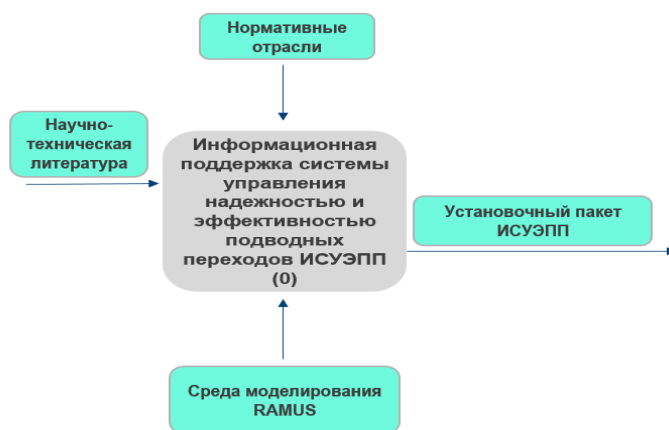 Нормативные
отрасли
Научно-
техническая
литература
Информационная
поддержка системы
управления
надежностью и
эффективностью
подводных
переходов ИСУЭПП
(0)
Установочный пакет
ИСУЭПП
Среда моделирования
RAMUS